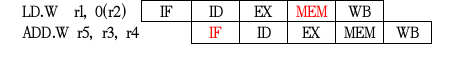 LD.W r1, 0(r2) IF ID EX MEM WB
ADD.W r5, r3, r4 IF ID EX MEM WB